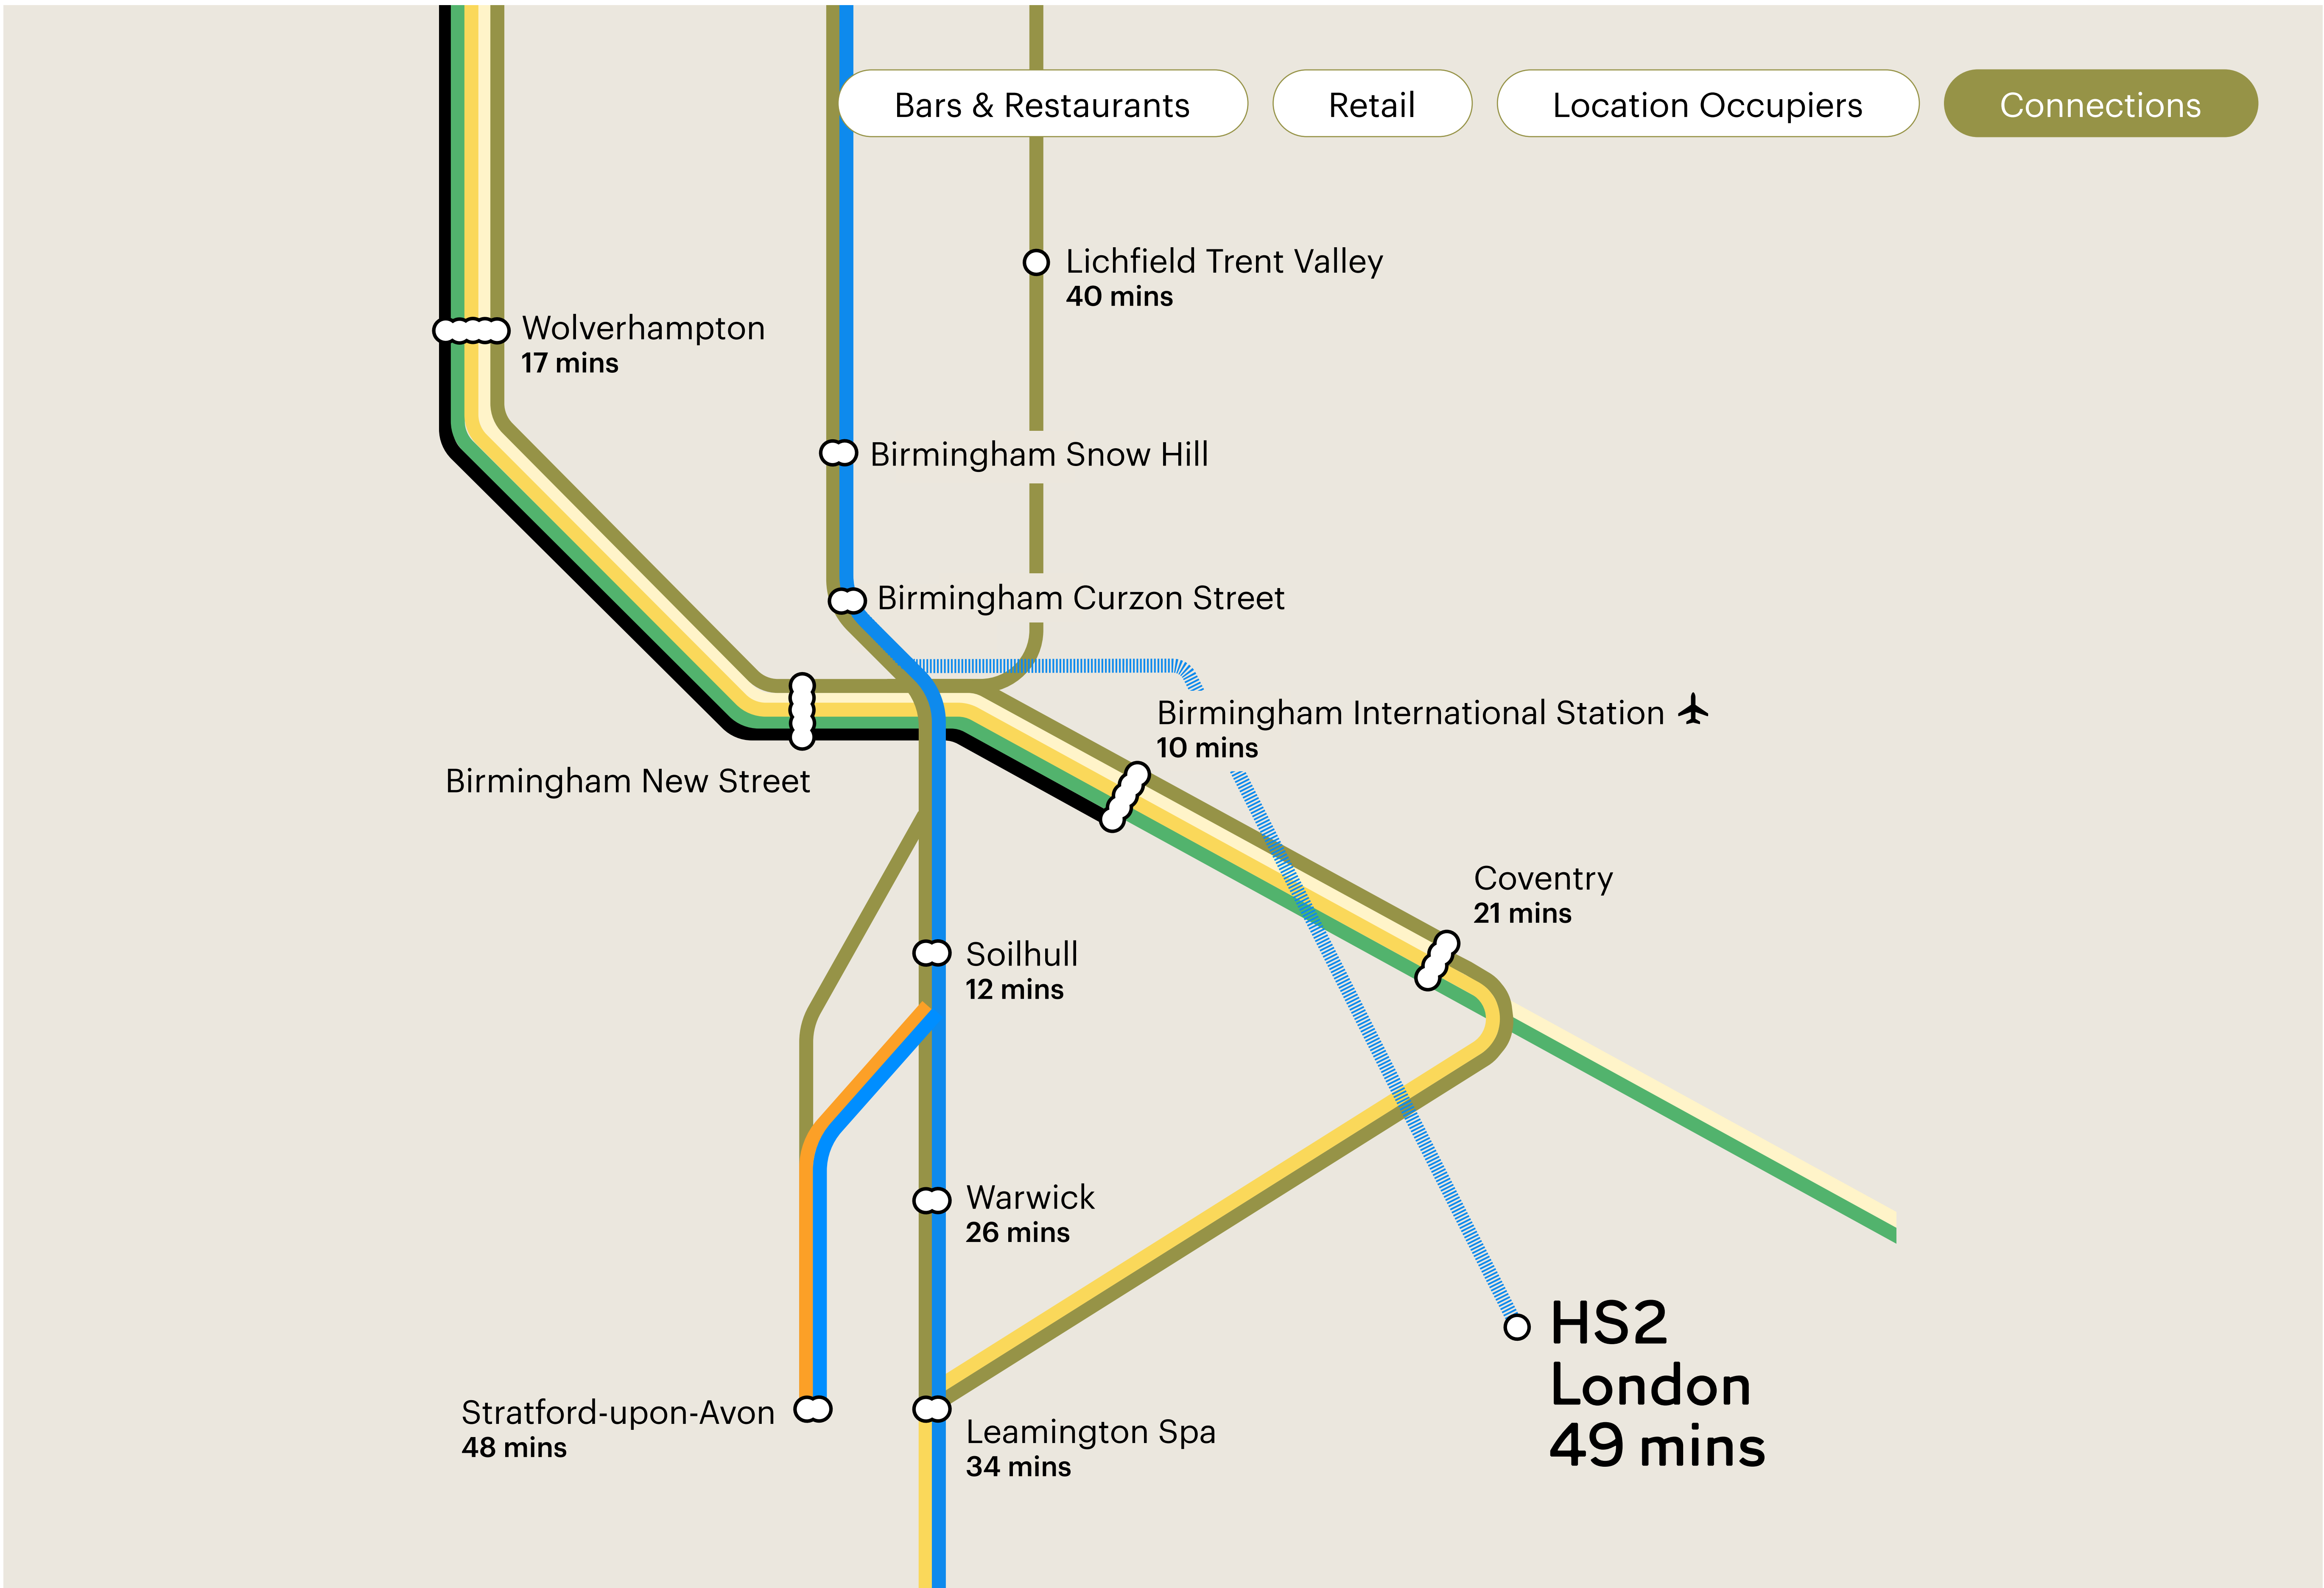 Bars & Restaurants
Retail
Location Occupiers
Connections
Lichfield Trent Valley
40 mins
Wolverhampton
17 mins
Birmingham Snow Hill
Birmingham Curzon Street
Birmingham International Station
10 mins
Birmingham New Street
Coventry
21 mins
Soilhull
12 mins
Warwick
26 mins
HS2
London
49 mins
Stratford-upon-Avon
48 mins
Leamington Spa
34 mins